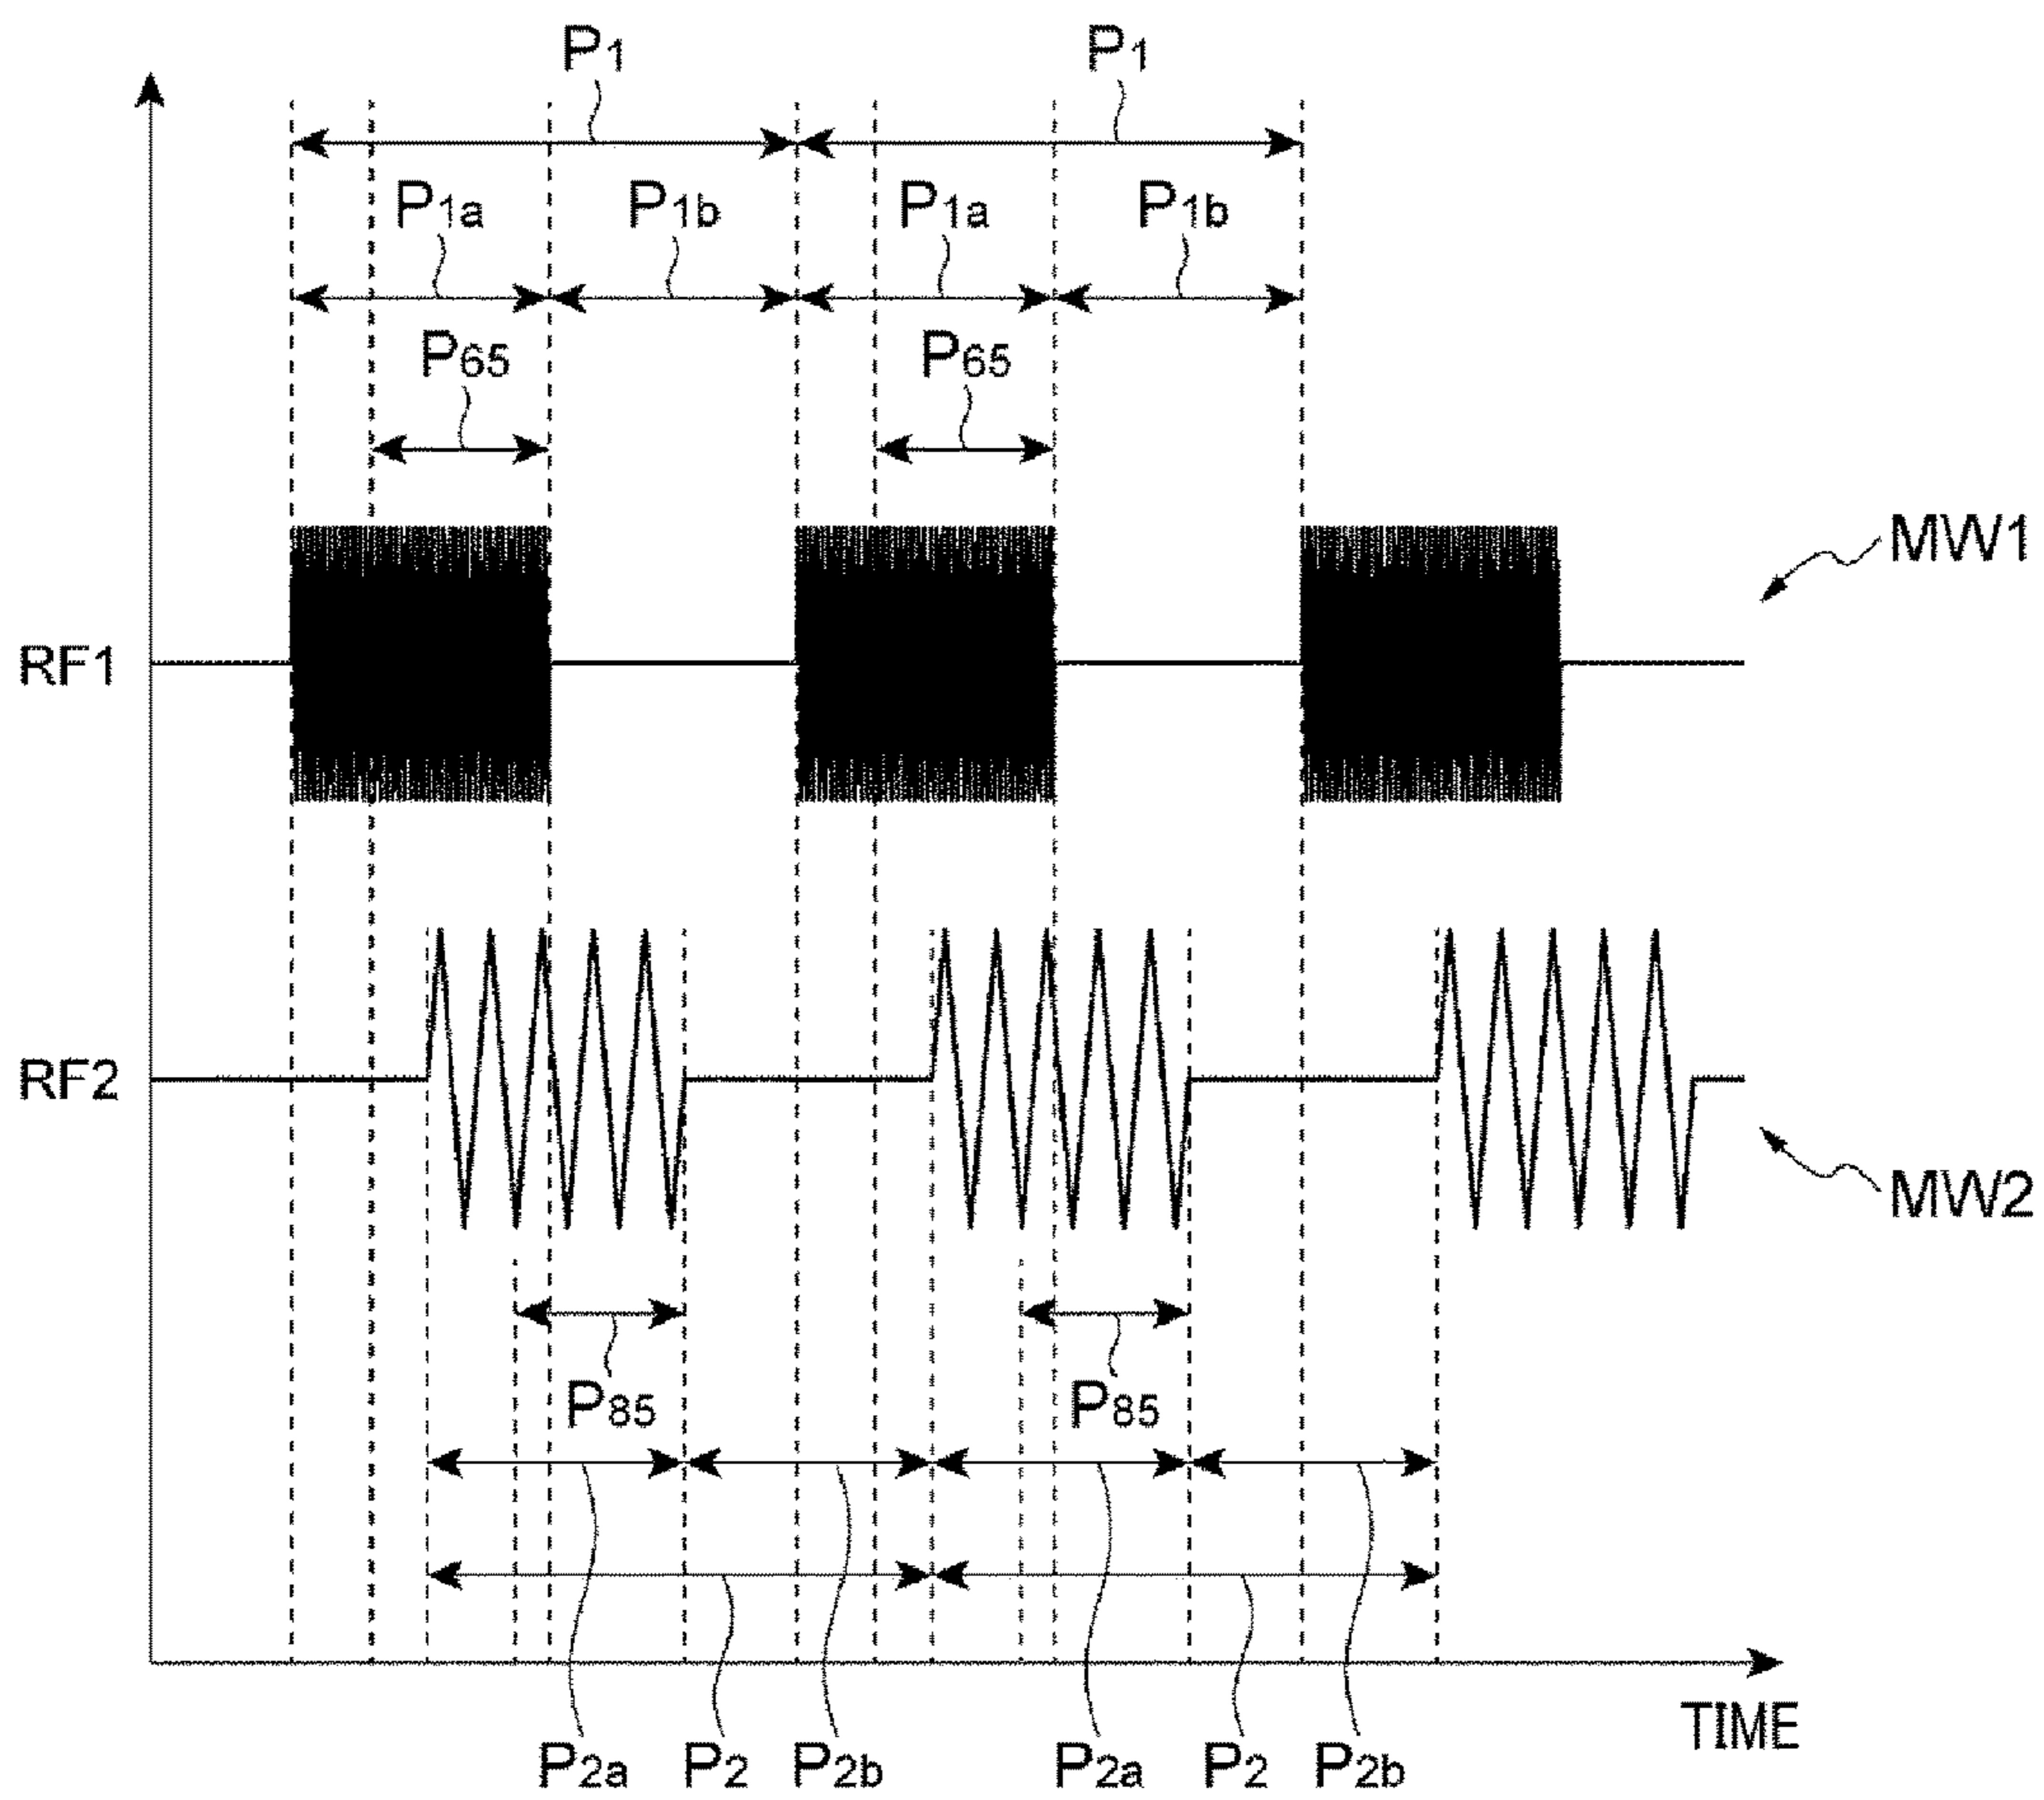 P1 P1
P1a P1b P1a P1b
P65 P65
MW1
RF1
RF2
MW2
P85 P85
TIME
P2a P2 P2b P2a P2 P2b